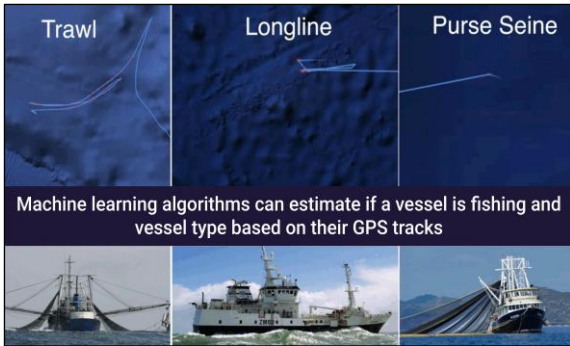 Trawl
Longline
Purse Seine
Machine learning algorithms can estimate if a vessel is fishing and
vessel type based on their GPS tracks